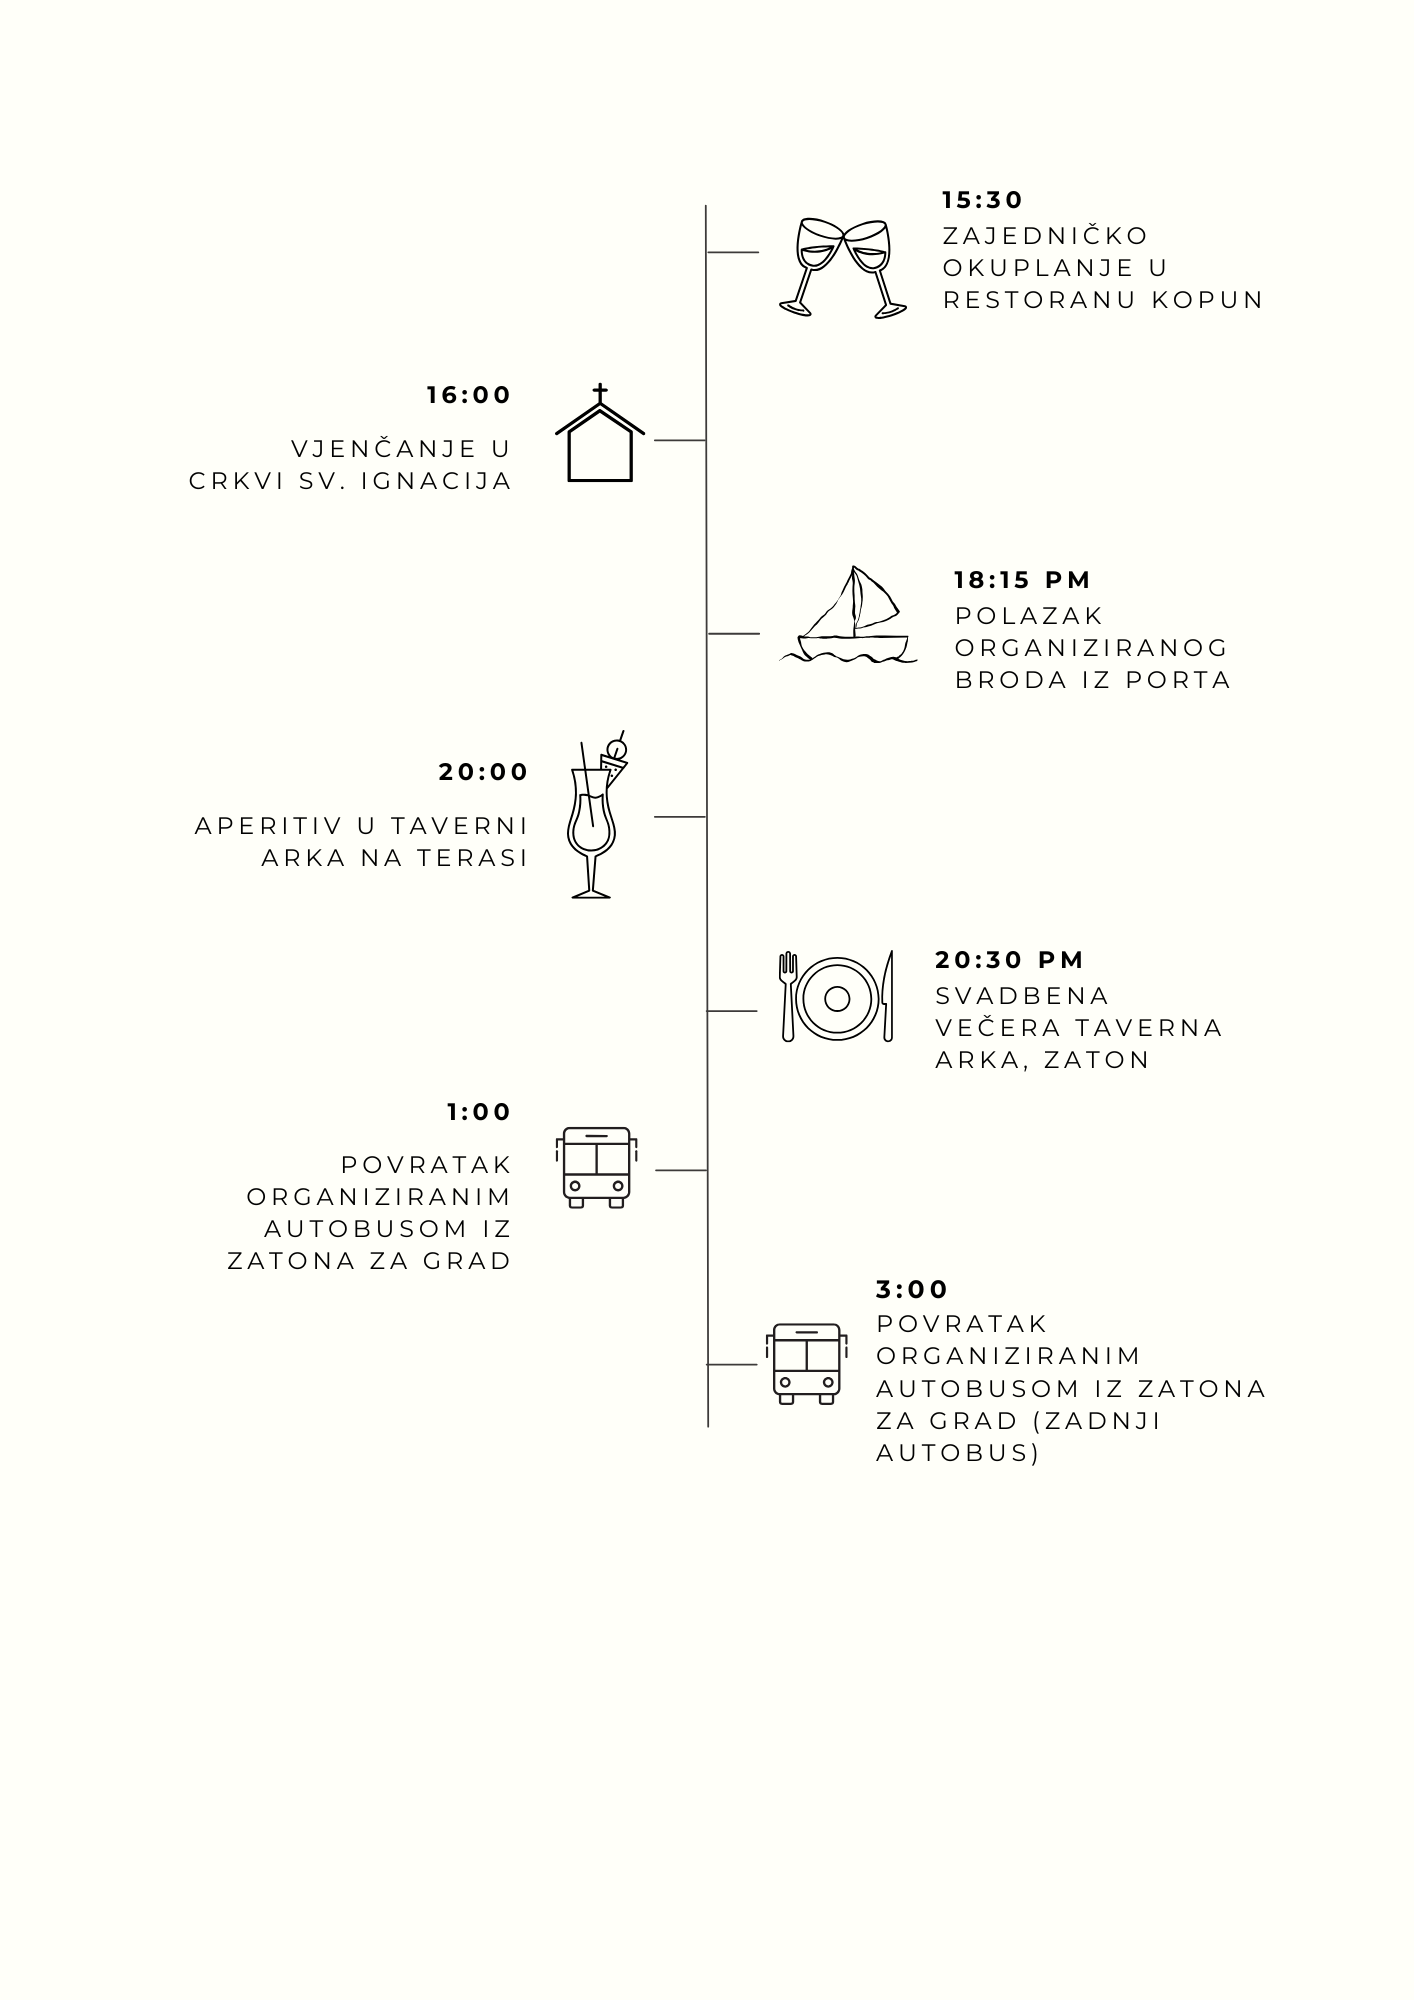 15:30
ZAJEDNIČKO
OKUPLANJE U
RESTORANU KOPUN
16:00
VJENČANJE U
CRKVI SV. IGNACIJA
18:15 PM
POLAZAK
ORGANIZIRANOG
BRODA IZ PORTA
20:00
APERITIV U TAVERNI
ARKA NA TERASI
20:30 PM
SVADBENA
VEČERA TAVERNA
ARKA, ZATON
1:00
POVRATAK
ORGANIZIRANIM
AUTOBUSOM IZ
ZATONA ZA GRAD
3:00
POVRATAK
ORGANIZIRANIM
AUTOBUSOM IZ ZATONA
ZA GRAD (ZADNJI
AUTOBUS)